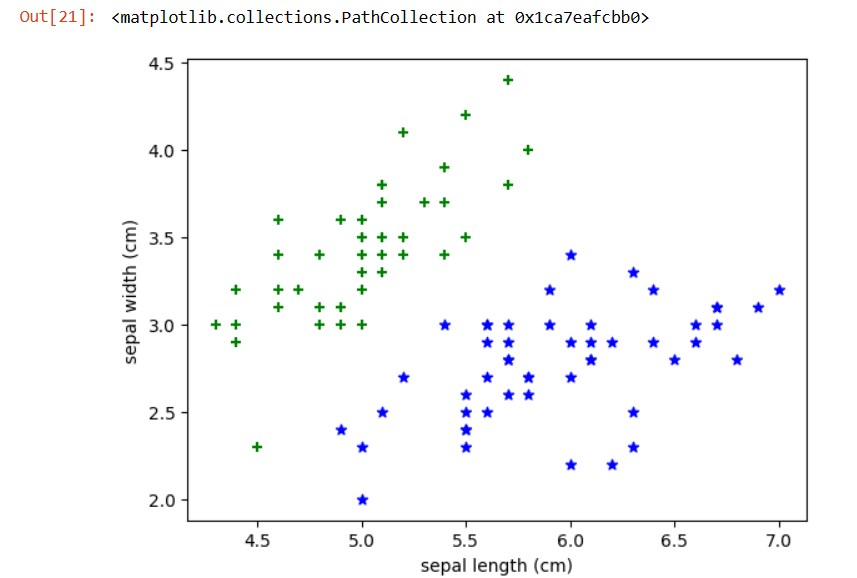 Out[21]: <matplotlib.collections.PathCollection at 0x1ca7eafcbb0>
4.5
4.0
3.5
3.0
2.5
2.0
sepal width (cm)
4.5 5.0 5.5 6.0 6.5 7.0
sepal length (cm)